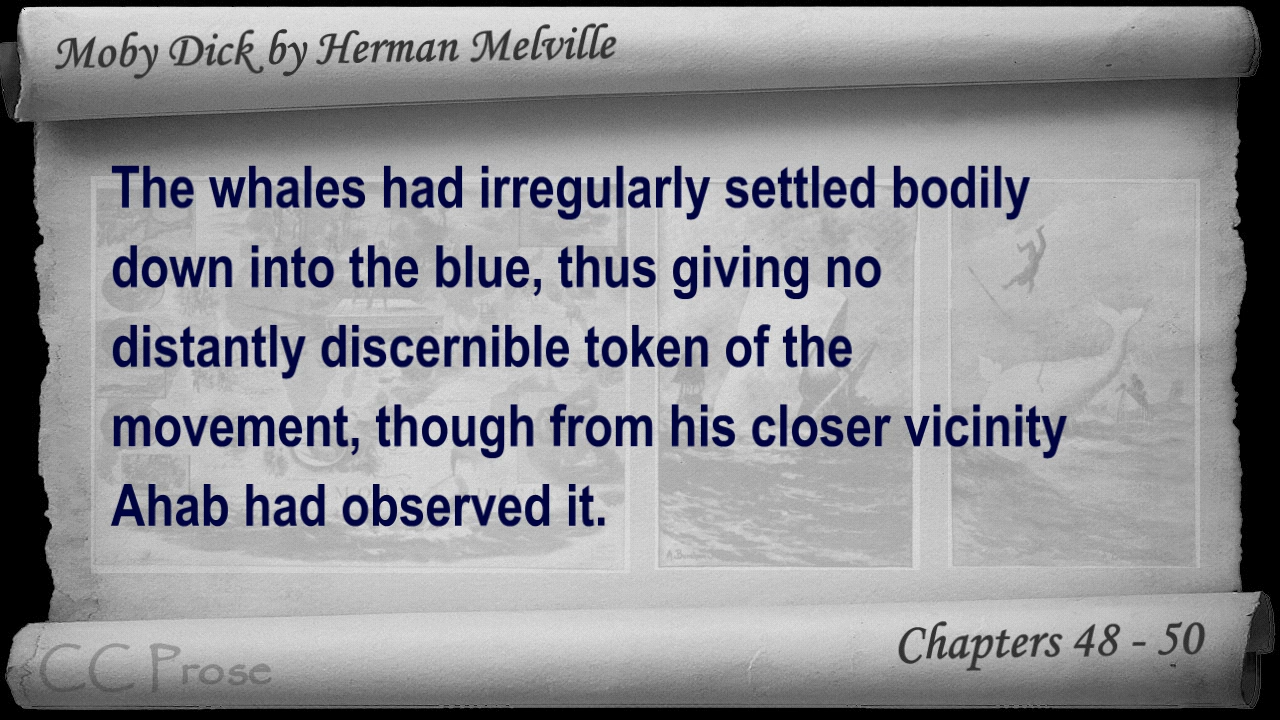 Moby Dick by Herman Melville
The whales had irregularly settled bodily
down into the blue, thus giving no
distantly discernible token of the
movement, though from his closer vicinity
Ahab had observed it.
Chapters 48 - 50
CC Prose